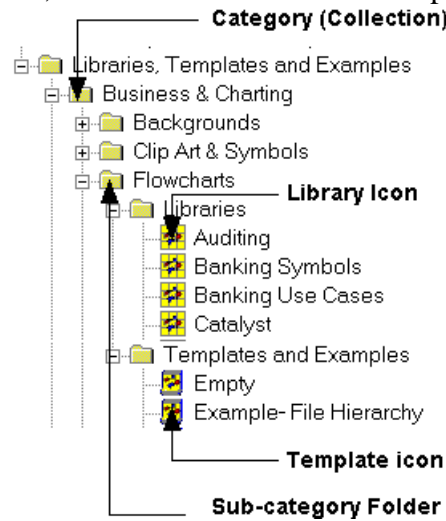 Category (Collection)
Libraries, Templates and Examples
Business & Charting
Backgrounds
Clip Art & Symbols
Flowcharts
Library Icon
Libraries
Auditing
Banking Symbols
Banking Use Cases
Catalyst
Templates and Examples
Empty
Example- File Hierarchy
Template icon
Sub-category Folder